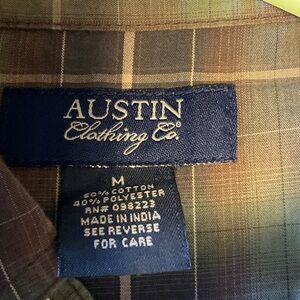 AUSTIN
Clothing Co.®
M
60% COTTON
40% POLYESTER
RN# 098223
MADE IN INDIA
SEE REVERSE
FOR CARE